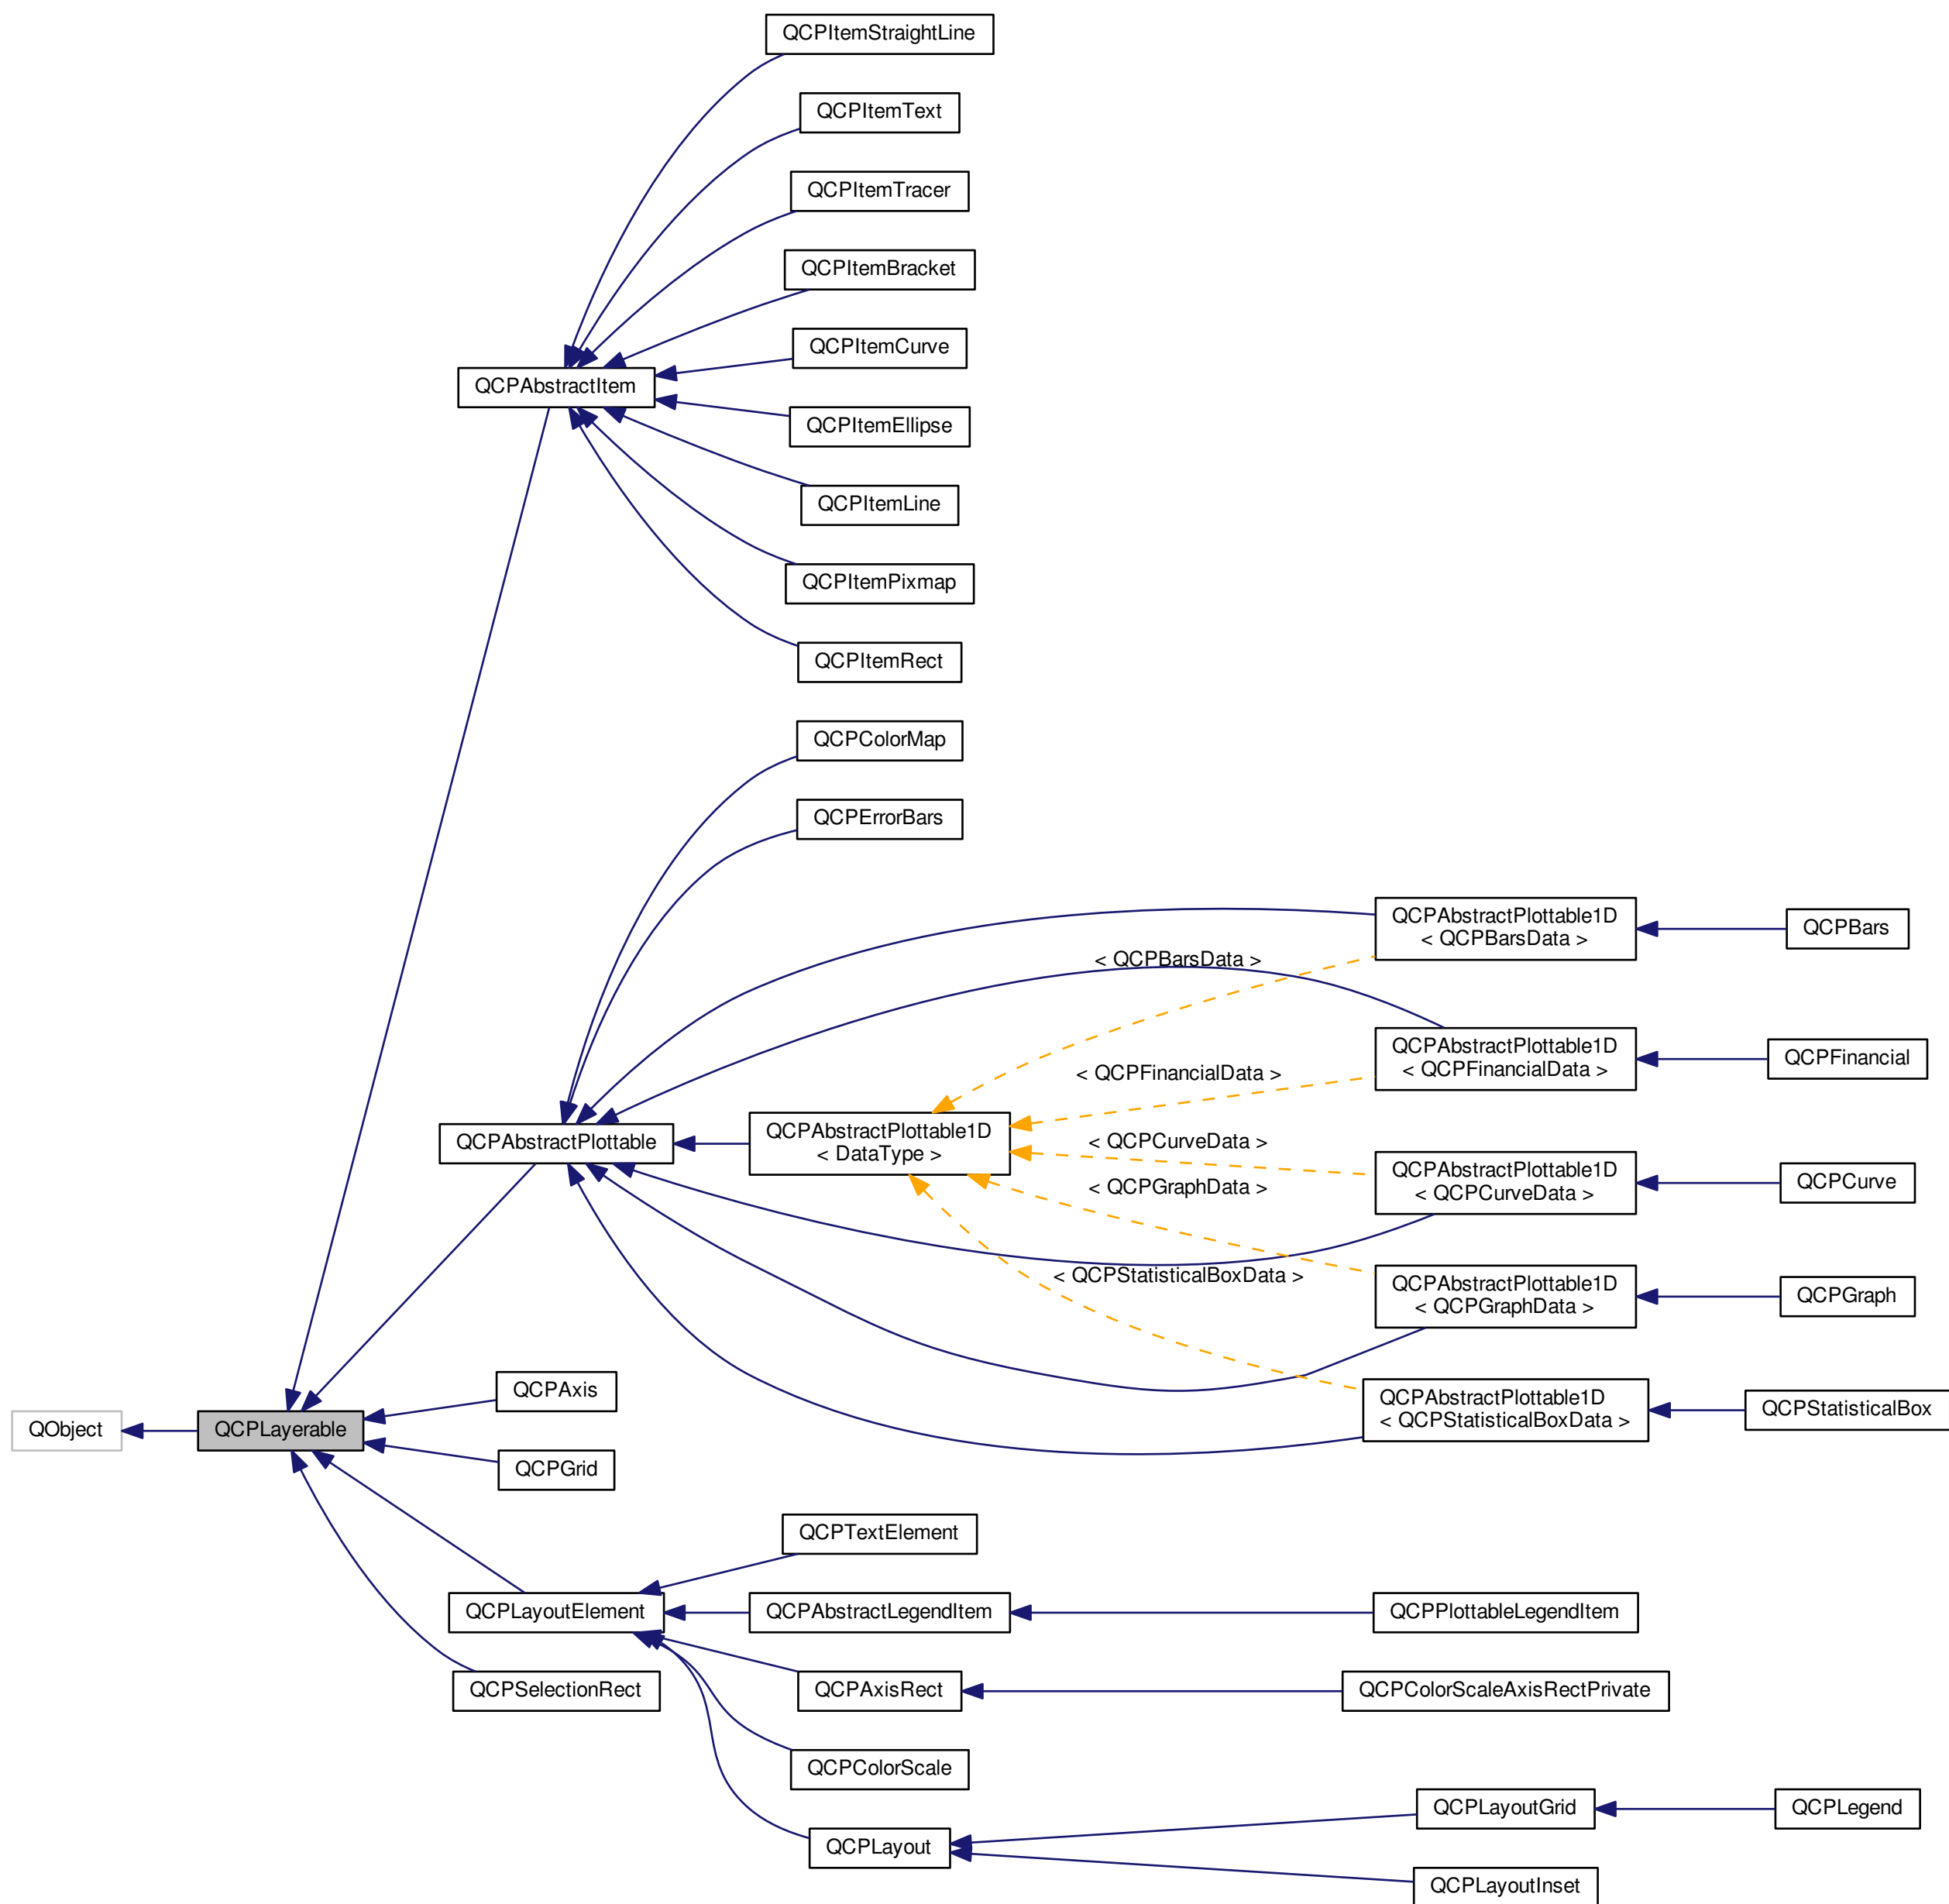 QCPItemStraightLine
QCPItemText
QCPItemTracer
QCPItemBracket
QCPItemCurve
QCPAbstractItem
QCPItemEllipse
QCPItemLine
QCPItemPixmap
QCPItemRect
QCPColorMap
QCPErrorBars
QCPAbstractPlottable1D
< QCPBarsData >
QCPBars
< QCPBarsData >
QCPAbstractPlottable1D
< QCPFinancialData >
QCPFinancial
< QCPFinancialData >
QCPAbstractPlottable
QCPAbstractPlottable1D
< DataType >
< QCPCurveData >
QCPAbstractPlottable1D
< QCPCurveData >
QCPCurve
< QCPGraphData >
< QCPStatisticalBoxData >
QCPAbstractPlottable1D
< QCPGraphData >
QCPGraph
QCPAxis
QCPAbstractPlottable1D
< QCPStatisticalBoxData >
QCPStatisticalBox
QObject
QCPLayerable
QCPGrid
QCPTextElement
QCPLayoutElement
QCPAbstractLegendItem
QCPPlottableLegendItem
QCPSelectionRect
QCPAxisRect
QCPColorScaleAxisRectPrivate
QCPColorScale
QCPLayoutGrid
QCPLegend
QCPLayout
QCPLayoutInset